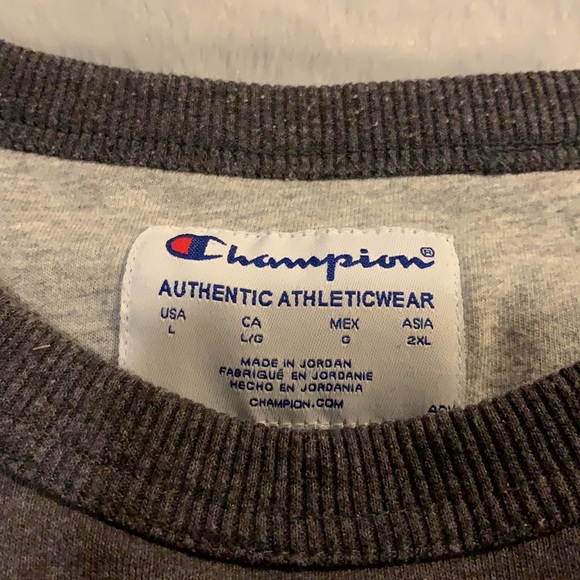 Champion®
AUTHENTIC ATHLETICWEAR
USA CA MEX ASIA
L L/G G 2XL
MADE IN JORDAN
FABRIQUÉ EN JORDANIE
HECHO EN JORDANIA
CHAMPION.COM